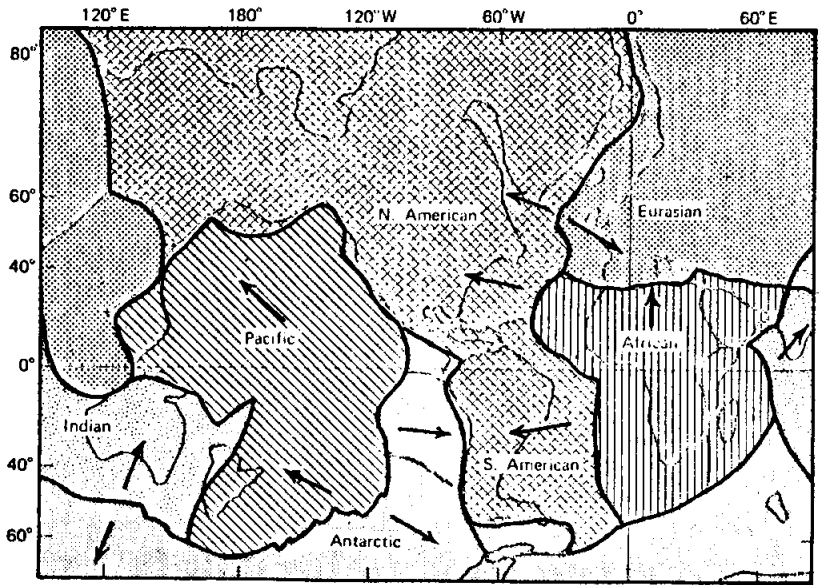 120° E 180° 120° W 60° W 0° 60° E
80°
60°
N. American
Eurasian
40°
Pacific
African
0°
Indian
40°
S. American
60°
Antarctic